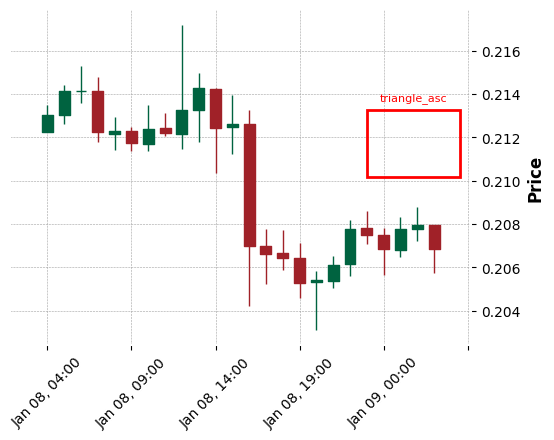 triangle_asc
0.216
0.214
0.212
0.210
0.208
0.206
0.204
Price
Jan 08, 04:00
Jan 08, 09:00
Jan 08, 14:00
Jan 08, 19:00
Jan 09, 00:00